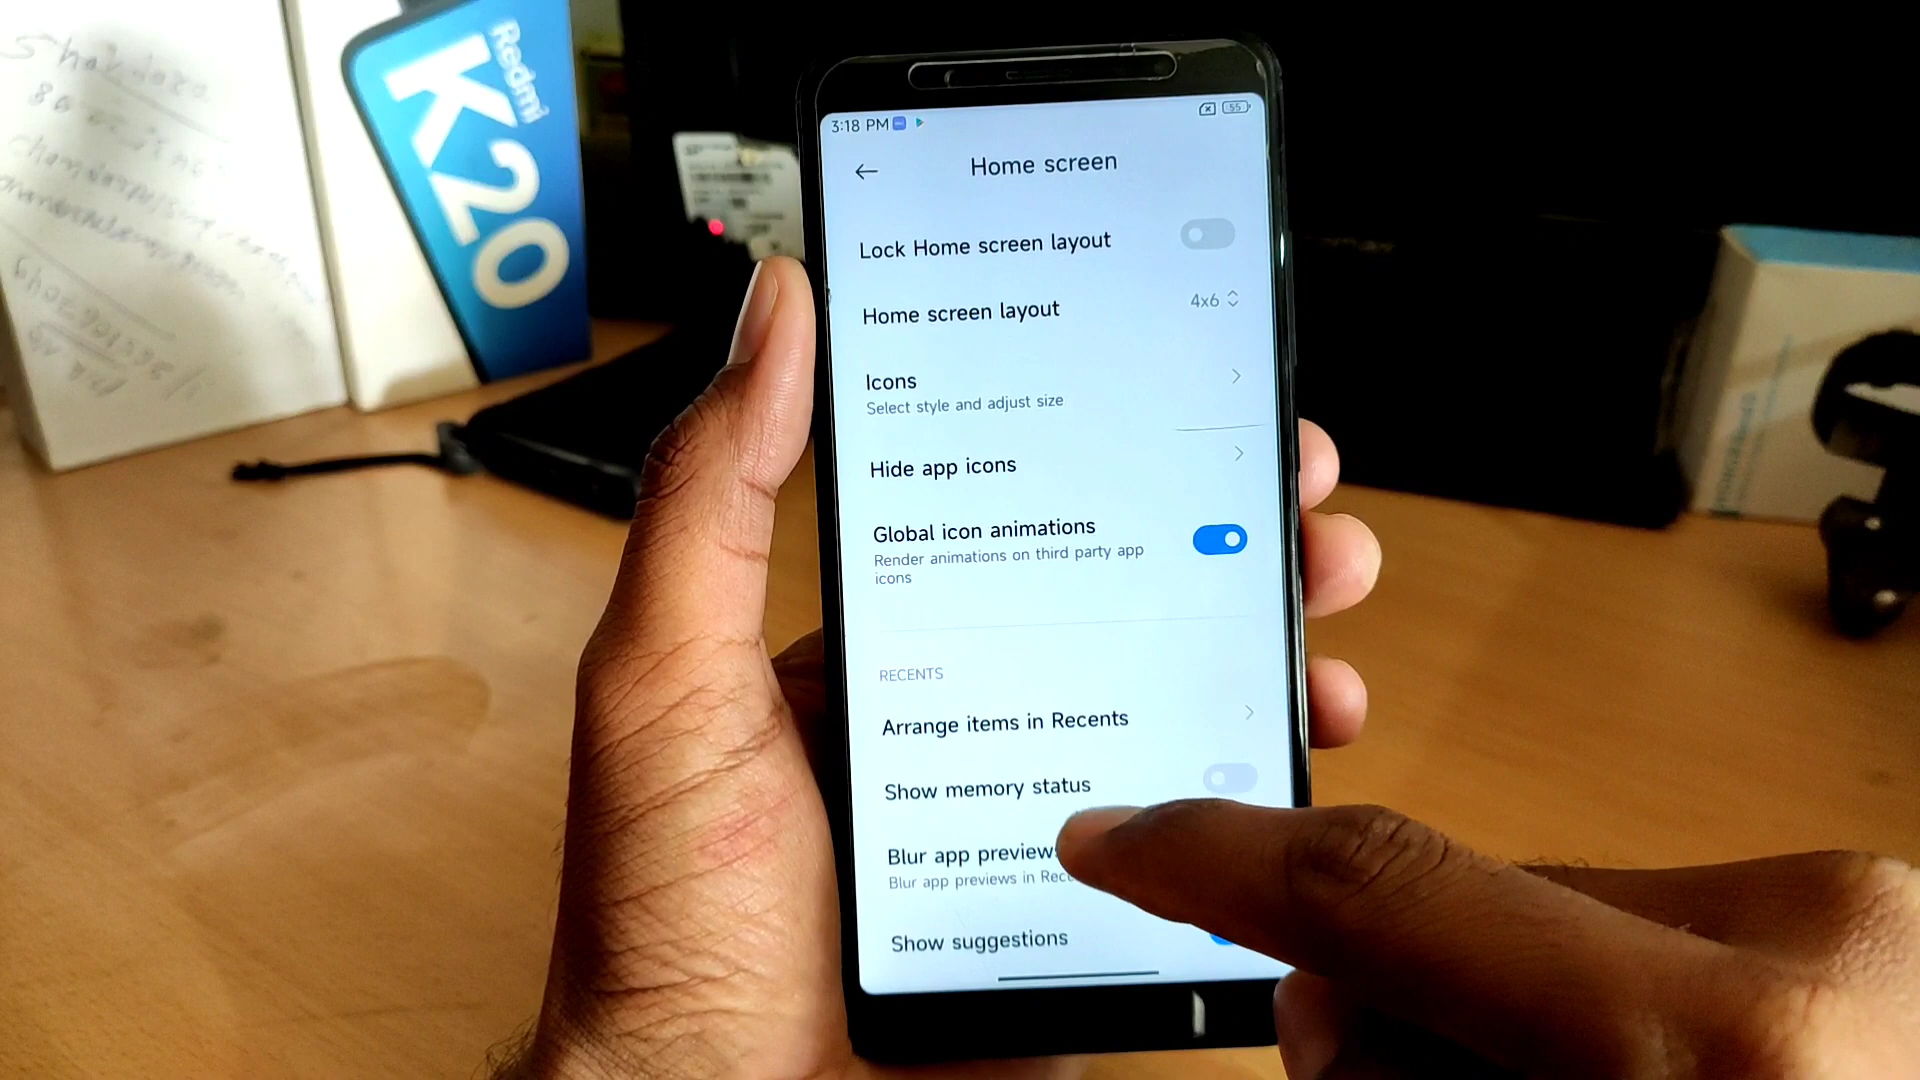 Redmi
K20
3:18 PM
55
Home screen
Lock Home screen layout
Home screen layout
4x6
Icons
Select style and adjust size
Hide app icons
Global icon animations
Render animations on third party app
icons
RECENTS
Arrange items in Recents
Show memory status
Blur app preview
Blur app previews in Rec
Show suggestions